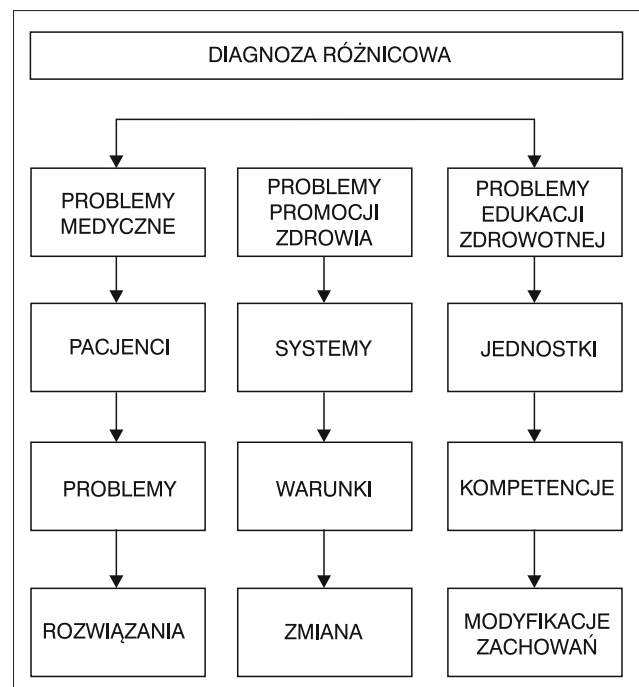 DIAGNOZA RÓŻNICOWA
PROBLEMY
MEDYCZNE
PROBLEMY
PROMOCJI
ZDROWIA
PROBLEMY
EDUKACJI
ZDROWOTNEJ
PACJENCI
SYSTEMY
JEDNOSTKI
PROBLEMY
WARUNKI
KOMPETENCJE
ROZWIĄZANIA
ZMIANA
MODYFIKACJE
ZACHOWAŃ